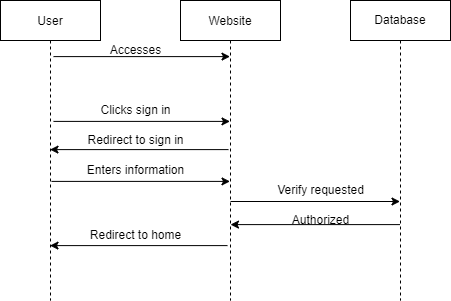 User
Website
Database
Accesses
Clicks sign in
Redirect to sign in
Enters information
Verify requested
Authorized
Redirect to home